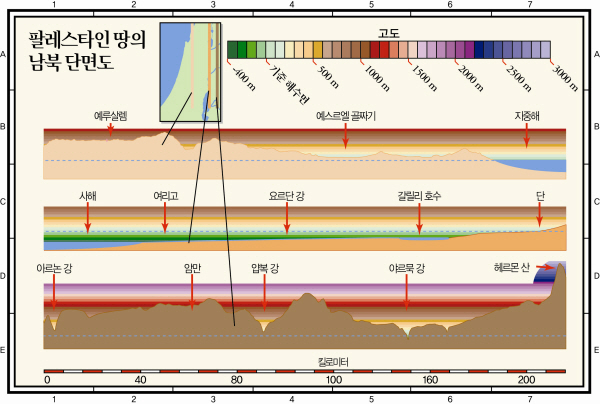 1 2 3 4 5 6 7
팔레스타인 땅의
남북 단면도
고도
-400 m
기준 해수면
500 m
1000 m
1500 m
2000 m
2500 m
3000 m
A
B
C
D
E
A
B
C
D
E
예루살렘
예스르엘 골짜기
지중해
사해
여리고
요르단 강
갈릴리 호수
단
아르논 강
암만
얍복 강
야르묵 강
헤르몬 산
킬로미터
0 40 80 100 160 200
1 2 3 4 5 6 7